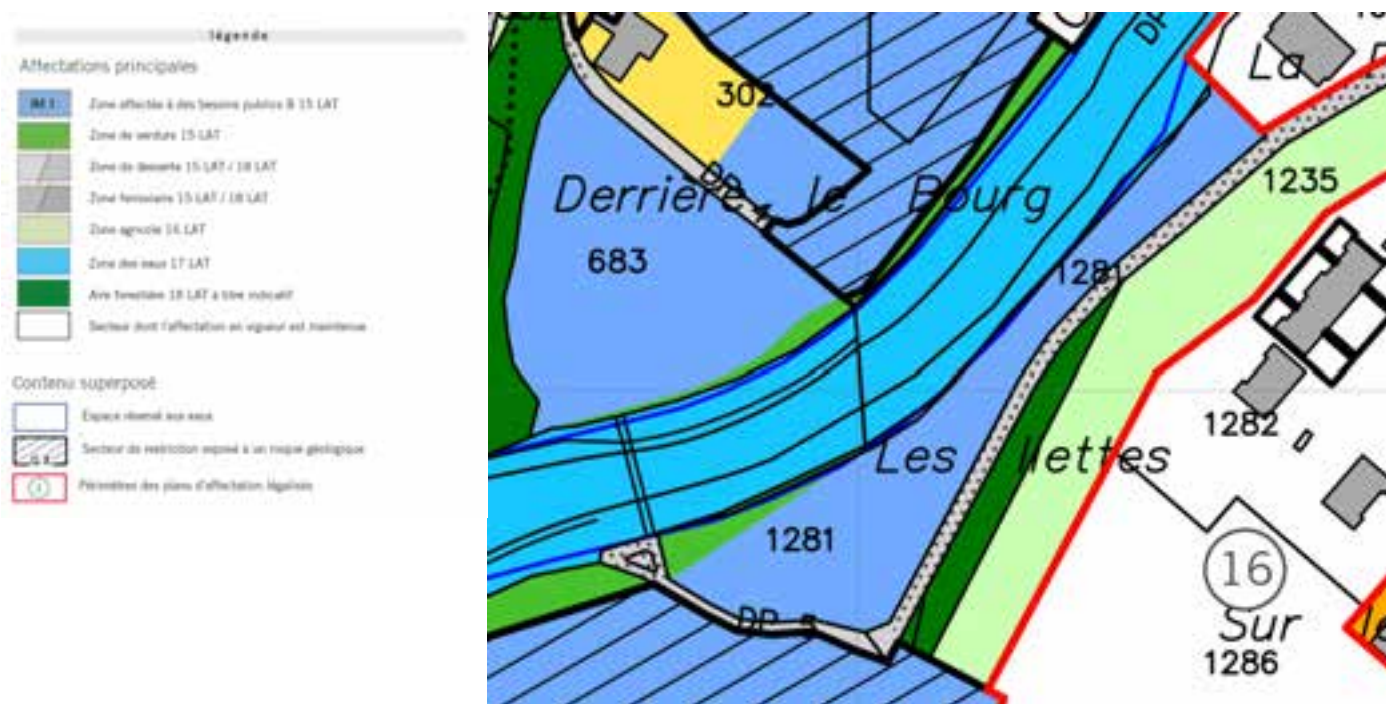 légende
Affectations principales
Zone affectée à des besoins publics B 15 LAT
Zone de verdure 15 LAT
Zone de desserte 15 LAT / 18 LAT
Zone ferroviaire 15 LAT / 18 LAT
Zone agricole 16 LAT
Zone des eaux 17 LAT
Aire forestière 18 LAT à titre indicatif
Secteur dont l'affectation en vigueur est maintenue
Contenu superposé
Espace réservé aux eaux
Secteur de restriction exposé à un risque géologique
Périmètres des plans d'affectation légalisés
DP
La
302
1235
DP
Derrière le Bourg
683
1281
1282
Les Ilettes
1281
16
DP
Sur le
1286